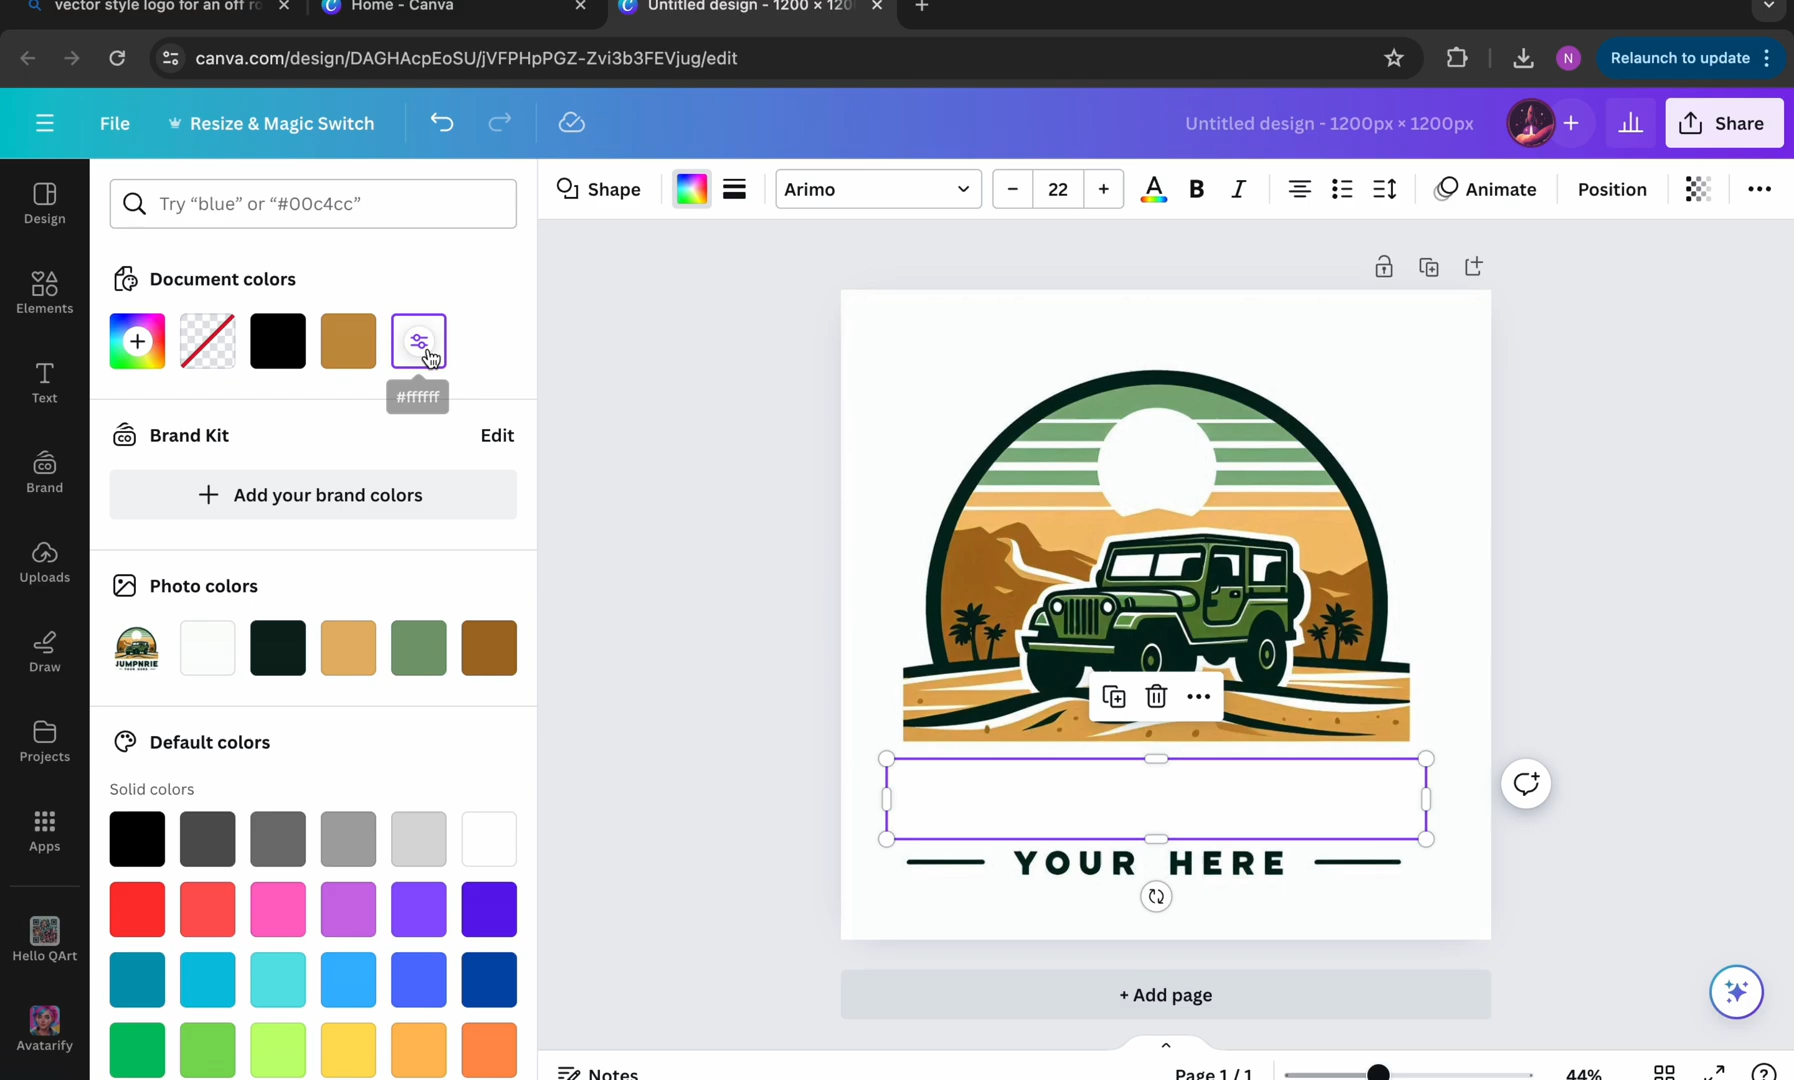 vector style logo for an off ro
Home - Canva
Untitled design - 1200 × 120
canva.com/design/DAGHAcpEoSU/jVFPHpPGZ-Zvi3b3FEVjug/edit
N
Relaunch to update
File
Resize & Magic Switch
Untitled design - 1200px × 1200px
Share
Design
Elements
Text
Brand
Uploads
Draw
Projects
Apps
Hello QArt
Avatarify
Try “blue” or “#00c4cc”
Document colors
#ffffff
Brand Kit
Edit
Add your brand colors
Photo colors
JUMPNRIE
YOUR HERE
Default colors
Solid colors
Shape
Arimo
22
A
B
I
Animate
Position
YOUR HERE
+ Add page
Notes
Page 1 / 1
44%